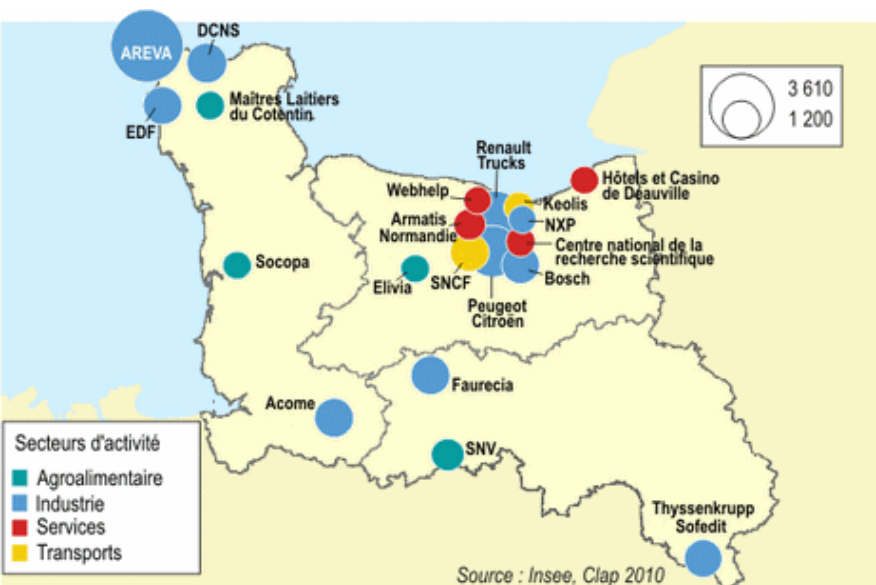 DCNS
AREVA
Maîtres Laitiers
du Cotentin
EDF
3 610
1 200
Renault
Trucks
Hôtels et Casino
de Deauville
Webhelp
Keolis
NXP
Armatis
Normandie
Centre national de la
recherche scientifique
Socopa
Elivia
SNCF
Bosch
Peugeot
Citroën
Faurecia
Acome
SNV
Secteurs d'activité
Agroalimentaire
Industrie
Services
Transports
Thyssenkrupp
Sofedit
Source : Insee, Clap 2010